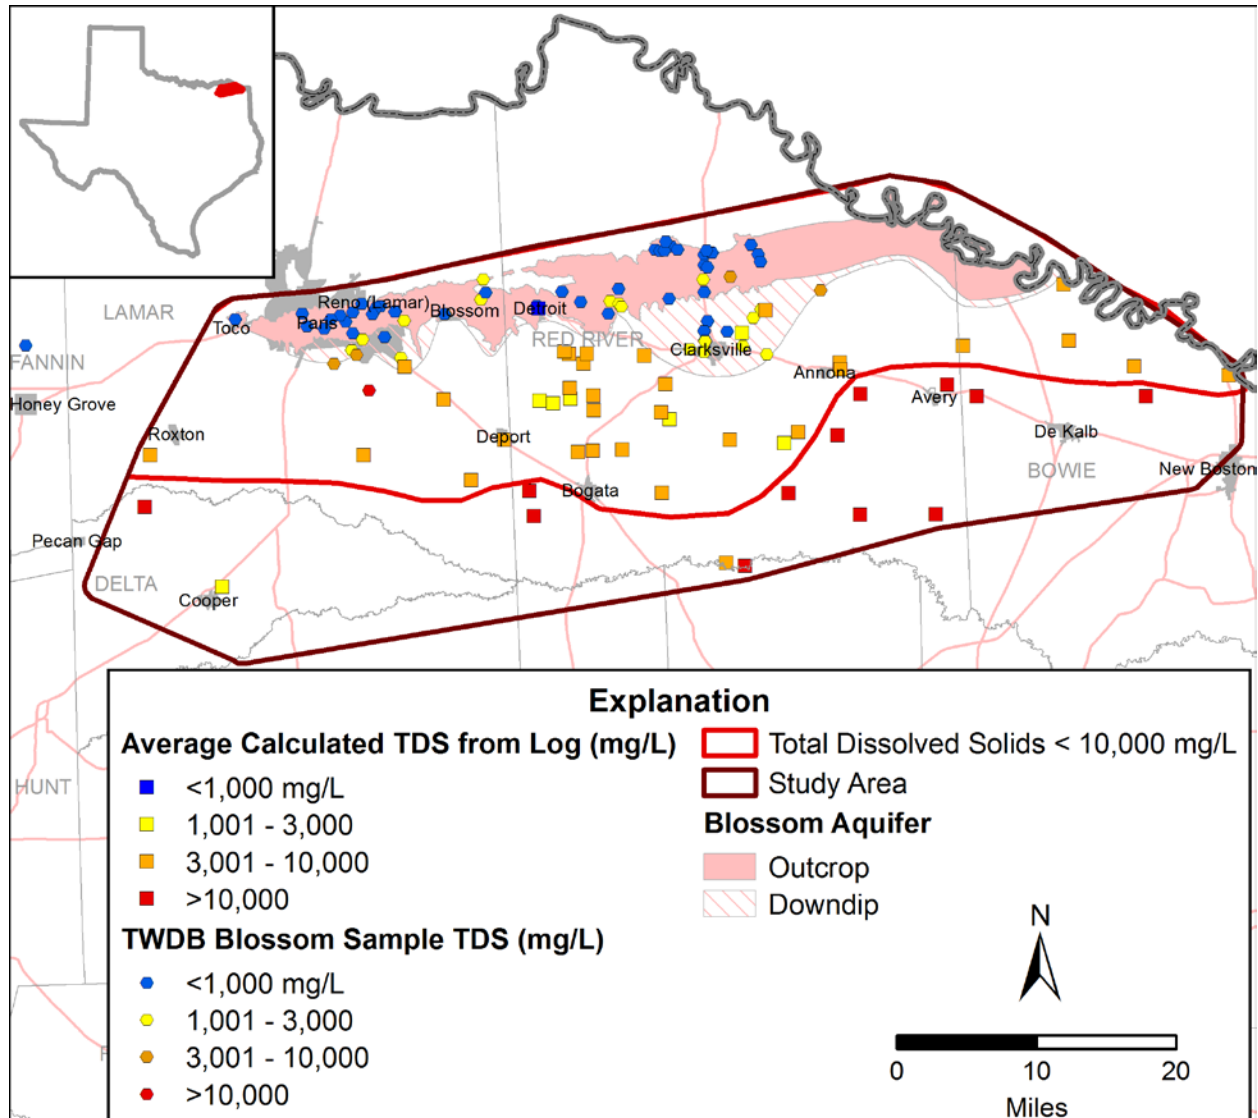 LAMAR
Toco
Reno (Lamar)
Paris
Blossom
Detroit
RED RIVER
Clarksville
Annona
FANNIN
Honey Grove
Roxton
Deport
Avery
De Kalb
BOWIE
New Boston
Bogata
Pecan Gap
DELTA
Cooper
HUNT
Explanation
Average Calculated TDS from Log (mg/L)
<1,000 mg/L
1,001 - 3,000
3,001 - 10,000
>10,000
TWDB Blossom Sample TDS (mg/L)
<1,000 mg/L
1,001 - 3,000
3,001 - 10,000
>10,000
Total Dissolved Solids < 10,000 mg/L
Study Area
Blossom Aquifer
Outcrop
Downdip
N
0 10 20
Miles